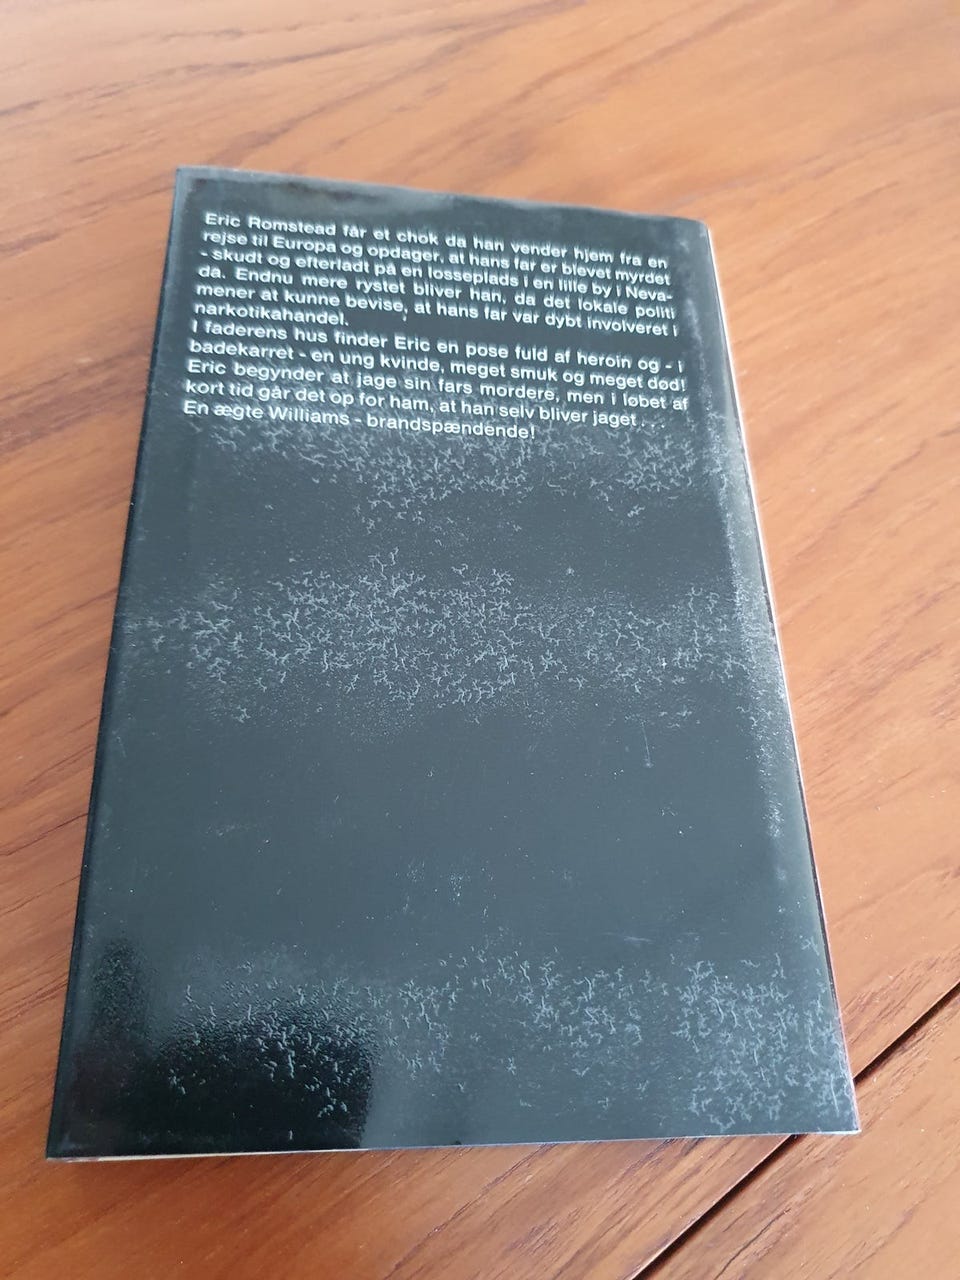 Eric Romstead får et chok da han vender hjem fra en
rejse til Europa og opdager, at hans far er blevet myrdet
- skudt og efterladt på en losseplads i en lille by i Neva-
da. Endnu mere rystet bliver han, da det lokale politi
mener at kunne bevise, at hans far var dybt involveret i
narkotikahandel.
I faderens hus finder Eric en pose fuld af heroin og - i
badekarret - en ung kvinde, meget smuk og meget død!
Eric begynder at jage sin fars mordere, men i løbet af
kort tid går det op for ham, at han selv bliver jaget . . .
En ægte Williams - brandspændende!